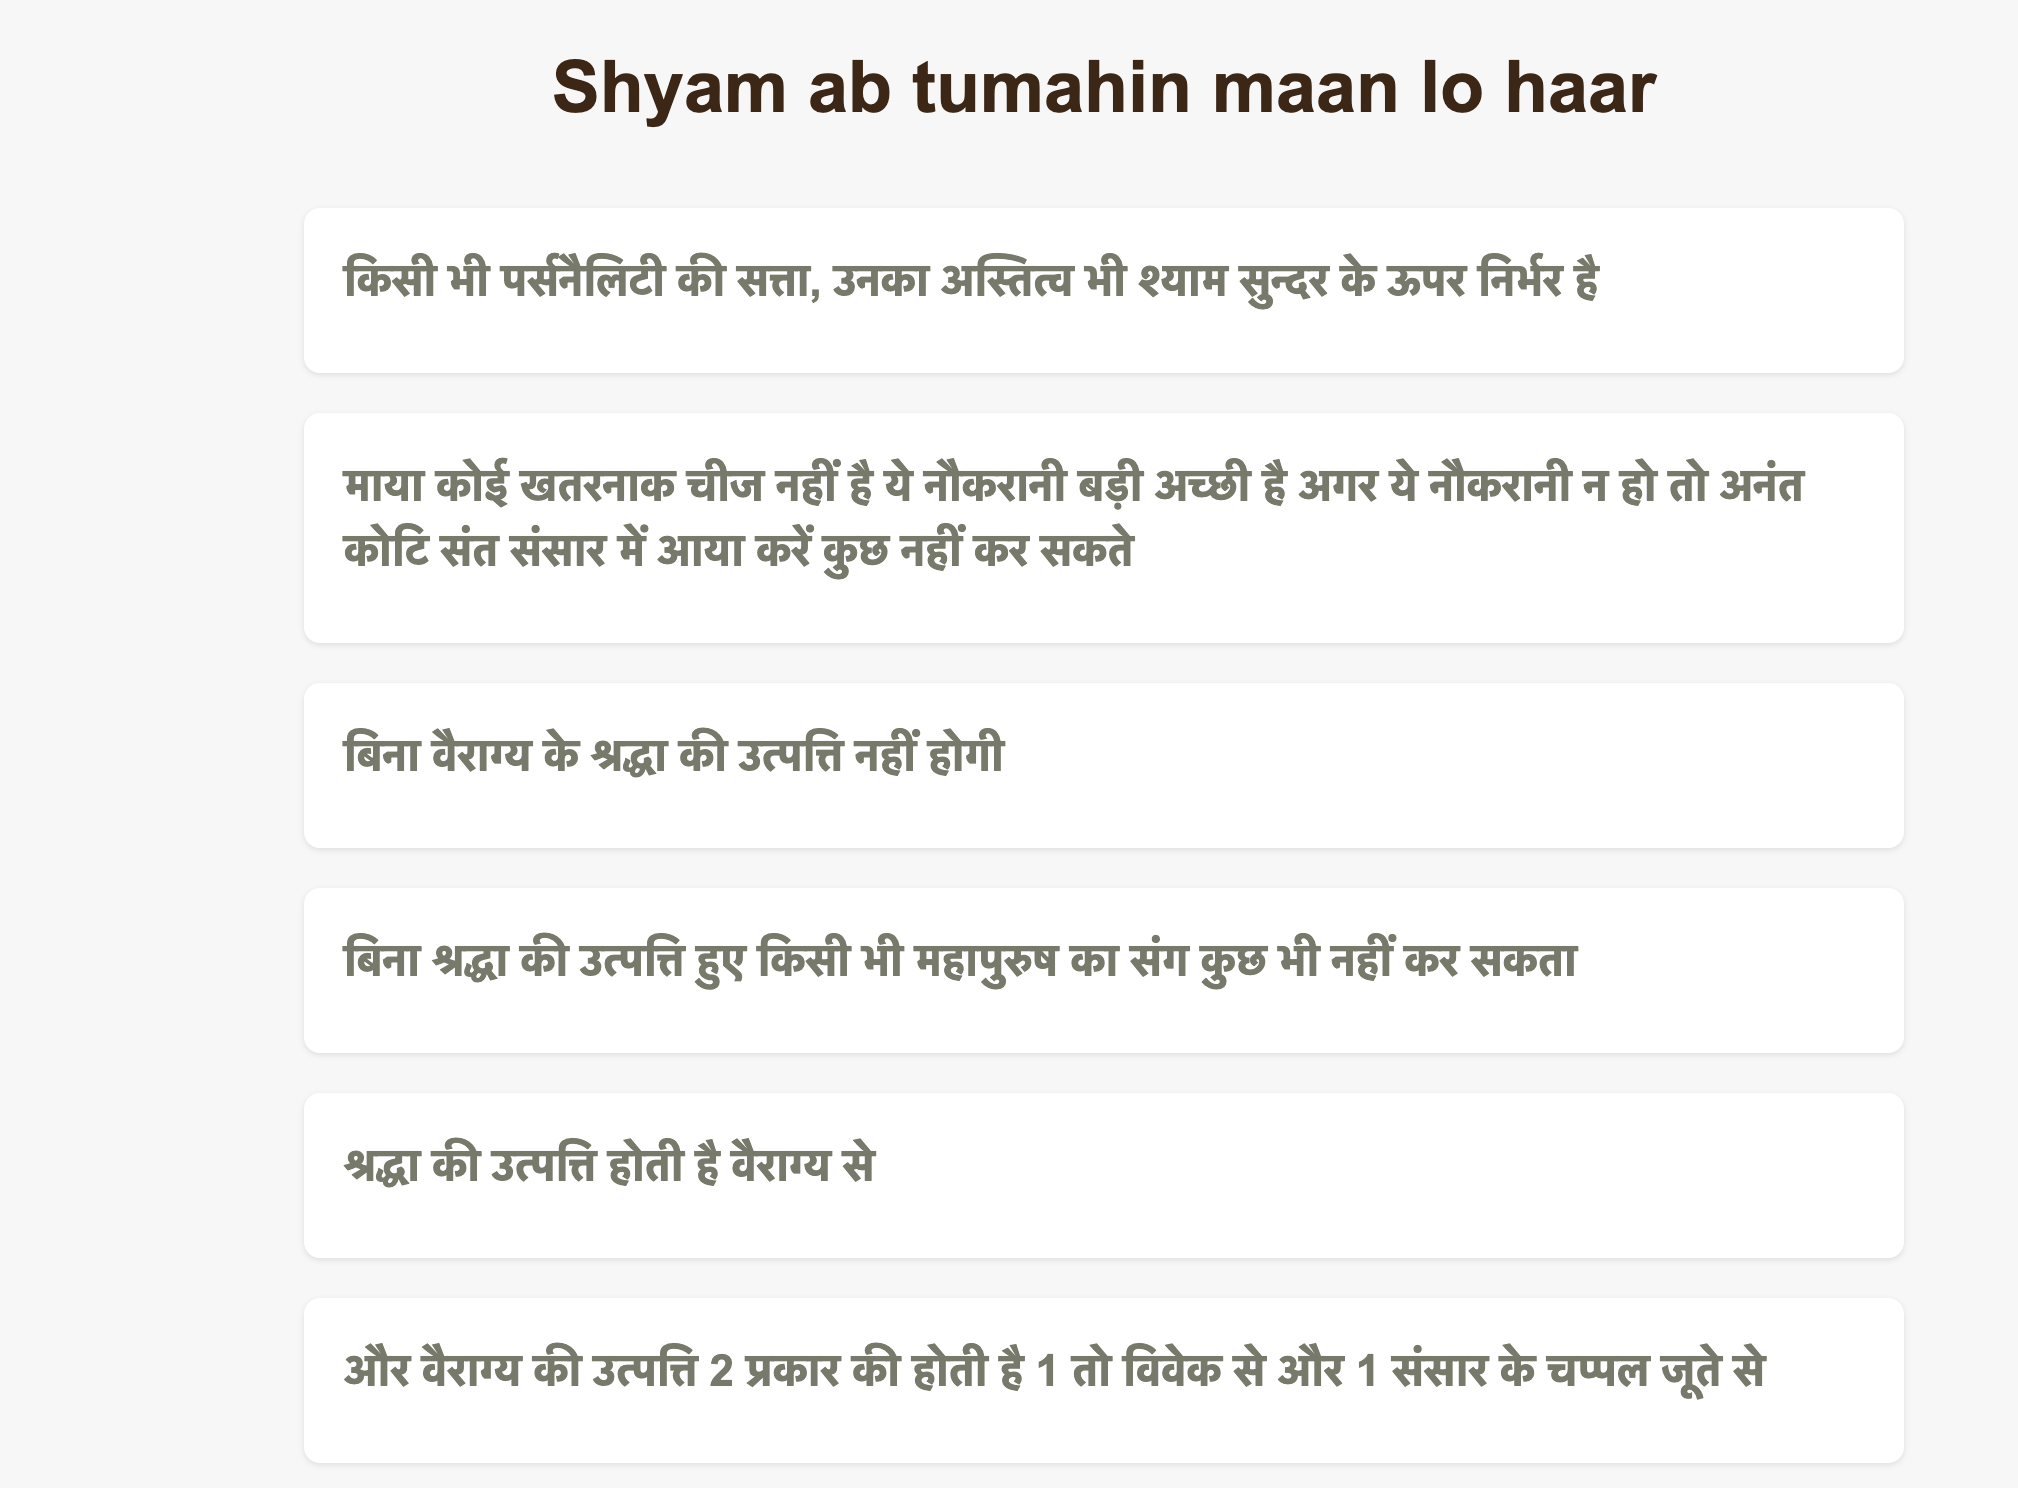 Shyam ab tumahin maan lo haar
किसी भी पर्सनैलिटी की सत्ता, उनका अस्तित्व भी श्याम सुन्दर के ऊपर निर्भर है
माया कोई खतरनाक चीज नहीं है ये नौकरानी बड़ी अच्छी है अगर ये नौकरानी न हो तो अनंत
कोटि संत संसार में आया करें कुछ नहीं कर सकते
बिना वैराग्य के श्रद्धा की उत्पत्ति नहीं होगी
बिना श्रद्धा की उत्पत्ति हुए किसी भी महापुरुष का संग कुछ भी नहीं कर सकता
श्रद्धा की उत्पत्ति होती है वैराग्य से
और वैराग्य की उत्पत्ति 2 प्रकार की होती है 1 तो विवेक से और 1 संसार के चप्पल जूते से